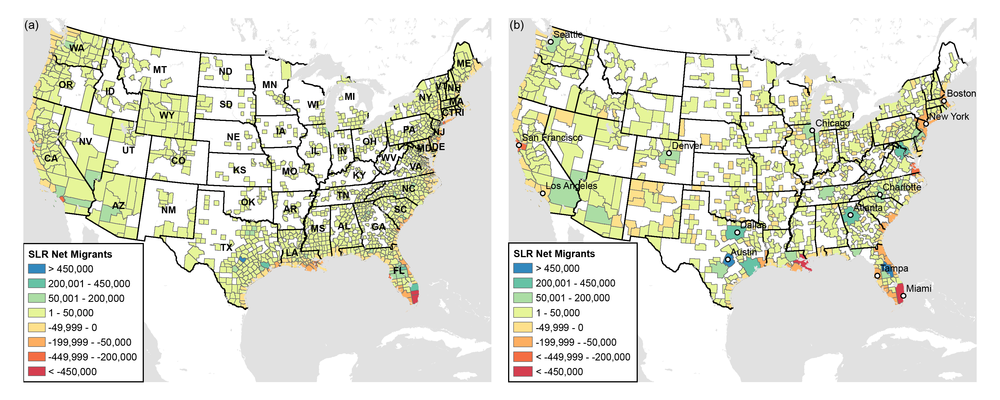 (a)
WA
MT
ND
MN
ME
OR
ID
SD
WI
MI
VT
NH
NY
MA
WY
CT
RI
NV
UT
NE
IA
PA
NJ
CA
CO
IL
IN
OH
MD
DE
WV
KS
MO
VA
KY
AZ
NM
OK
AR
TN
NC
SC
TX
MS
AL
GA
LA
FL
SLR Net Migrants
> 450,000
200,001 - 450,000
50,001 - 200,000
1 - 50,000
-49,999 - 0
-199,999 - -50,000
-449,999 - -200,000
< -450,000
(b)
Seattle
Boston
New York
Chicago
San Francisco
Denver
Los Angeles
Charlotte
Atlanta
Dallas
Austin
Tampa
Miami
SLR Net Migrants
> 450,000
200,001 - 450,000
50,001 - 200,000
1 - 50,000
-49,999 - 0
-199,999 - -50,000
< -449,999 - -200,000
< -450,000